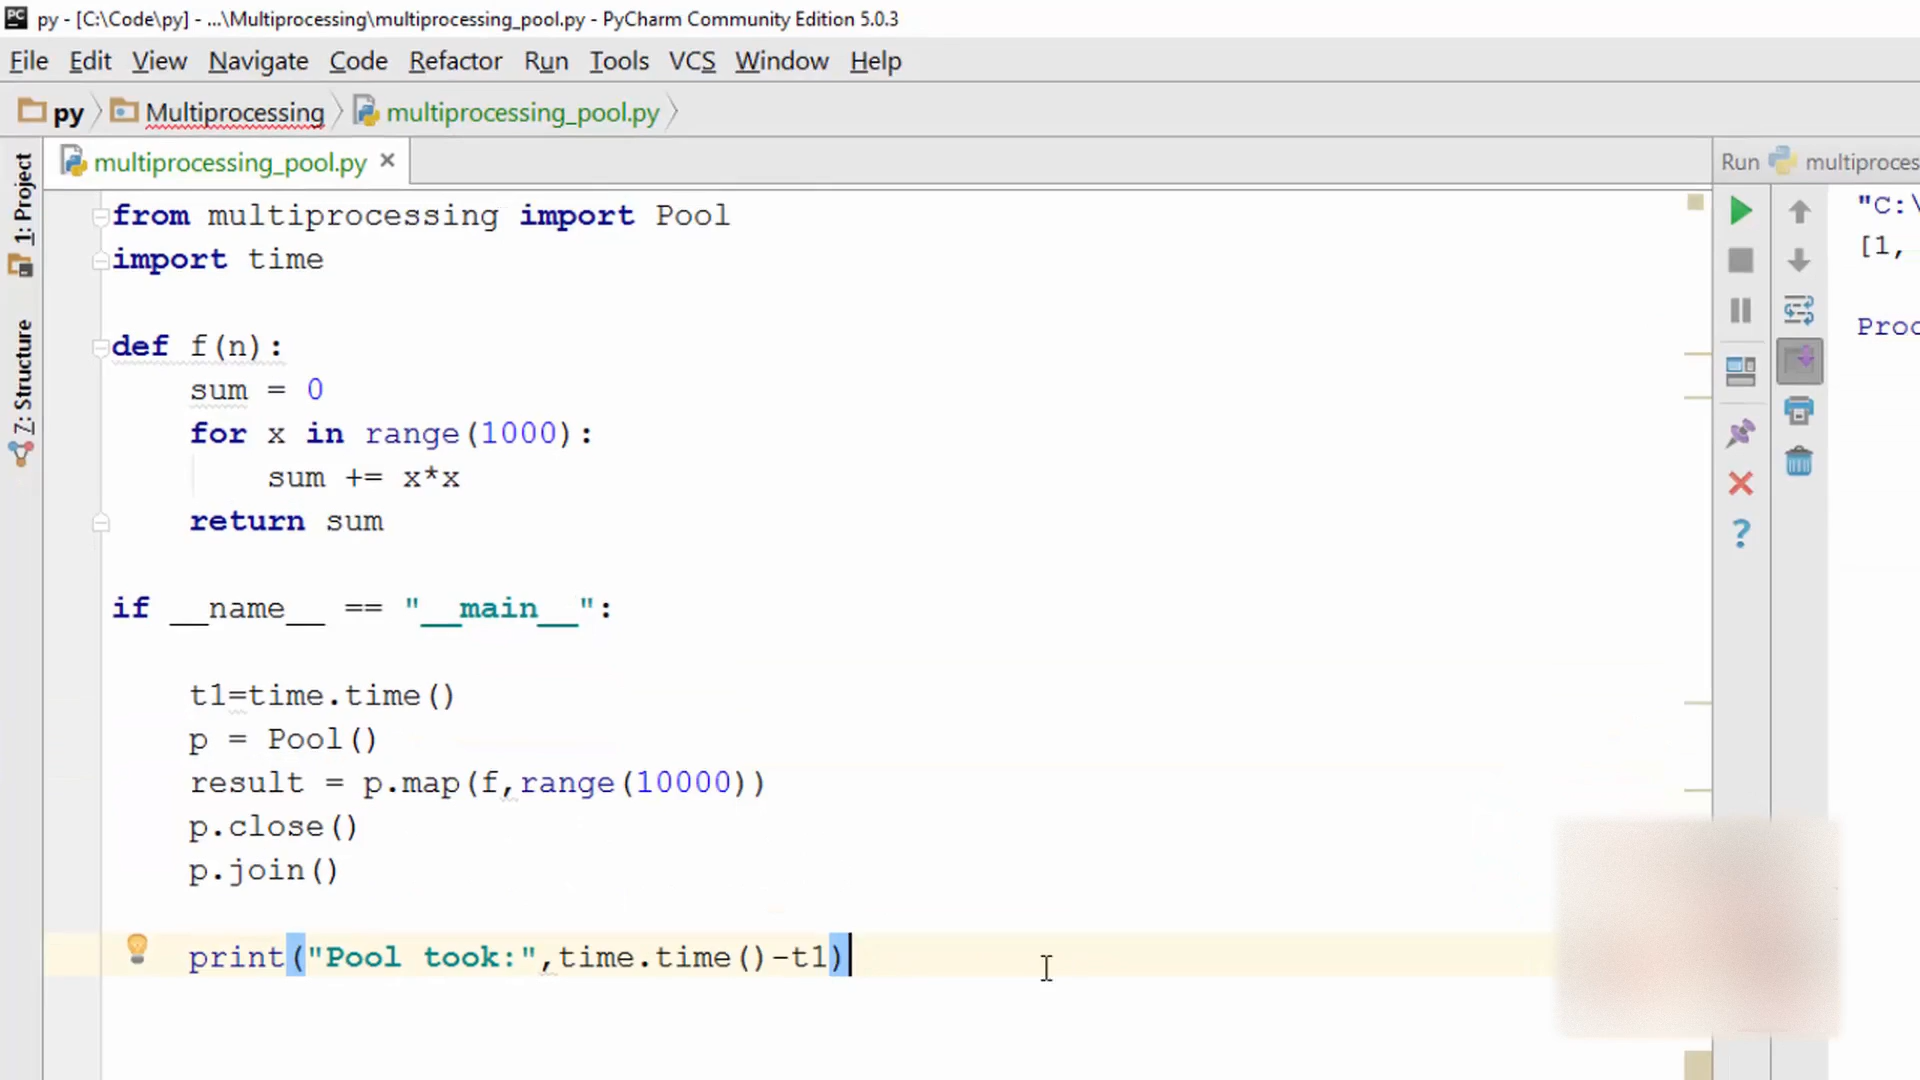 py - [C:\Code\py] - ...\Multiprocessing\multiprocessing_pool.py - PyCharm Community Edition 5.0.3
File Edit View Navigate Code Refactor Run Tools VCS Window Help
py Multiprocessing multiprocessing_pool.py
1: Project
7: Structure
multiprocessing_pool.py
from multiprocessing import Pool
import time
def f(n):
    sum = 0
    for x in range(1000):
        sum += x*x
    return sum
if __name__ == "__main__":
    t1=time.time()
    p = Pool()
    result = p.map(f,range(10000))
    p.close()
    p.join()
    print("Pool took:",time.time()-t1)
Run multiproces
"C:\
[1,
Proc